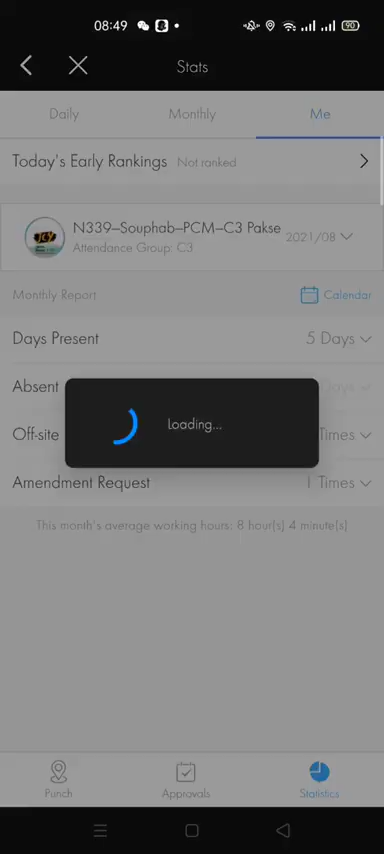 08:49
90
Stats
Daily
Monthly
Me
Today's Early Rankings Not ranked
N339–Souphab–PCM–C3 Pakse
2021/08
Attendance Group: C3
Monthly Report
Calendar
Days Present
5 Days
Absent
Days
Loading...
Off-site
Times
Amendment Request
1 Times
This month's average working hours: 8 hour(s) 4 minute(s)
Punch
Approvals
Statistics